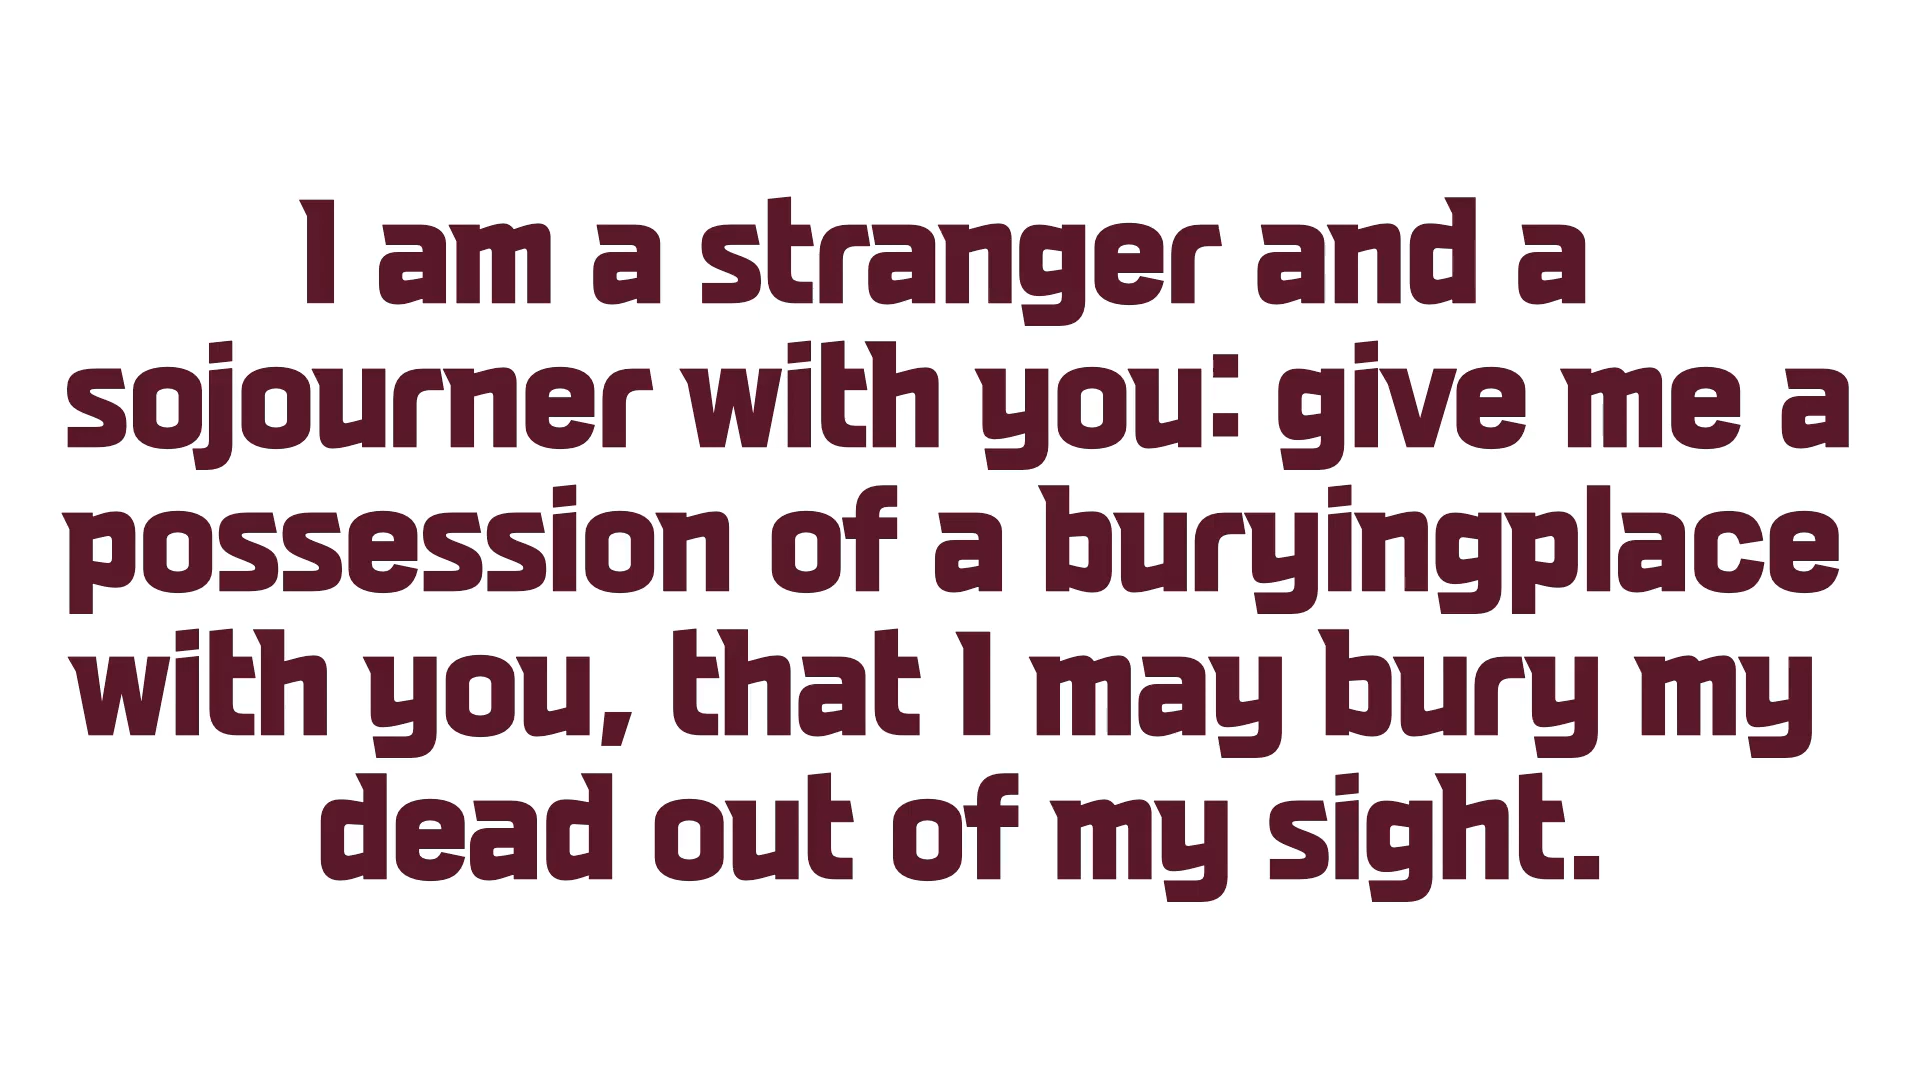 I am a stranger and a
sojourner with you: give me a
possession of a buryingplace
with you, that I may bury my
dead out of my sight.